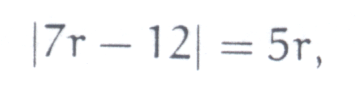 |7r − 12| = 5r,